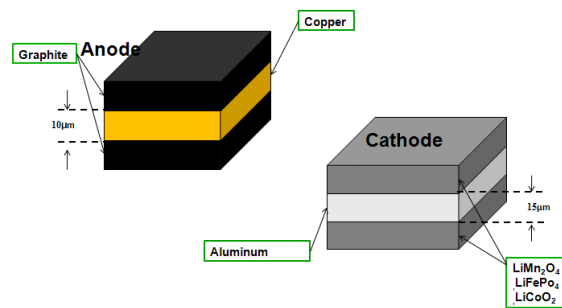 Copper
Anode
Graphite
10μm
Cathode
15μm
Aluminum
LiMn₂O₄
,LiFePo₄
,LiCoO₂